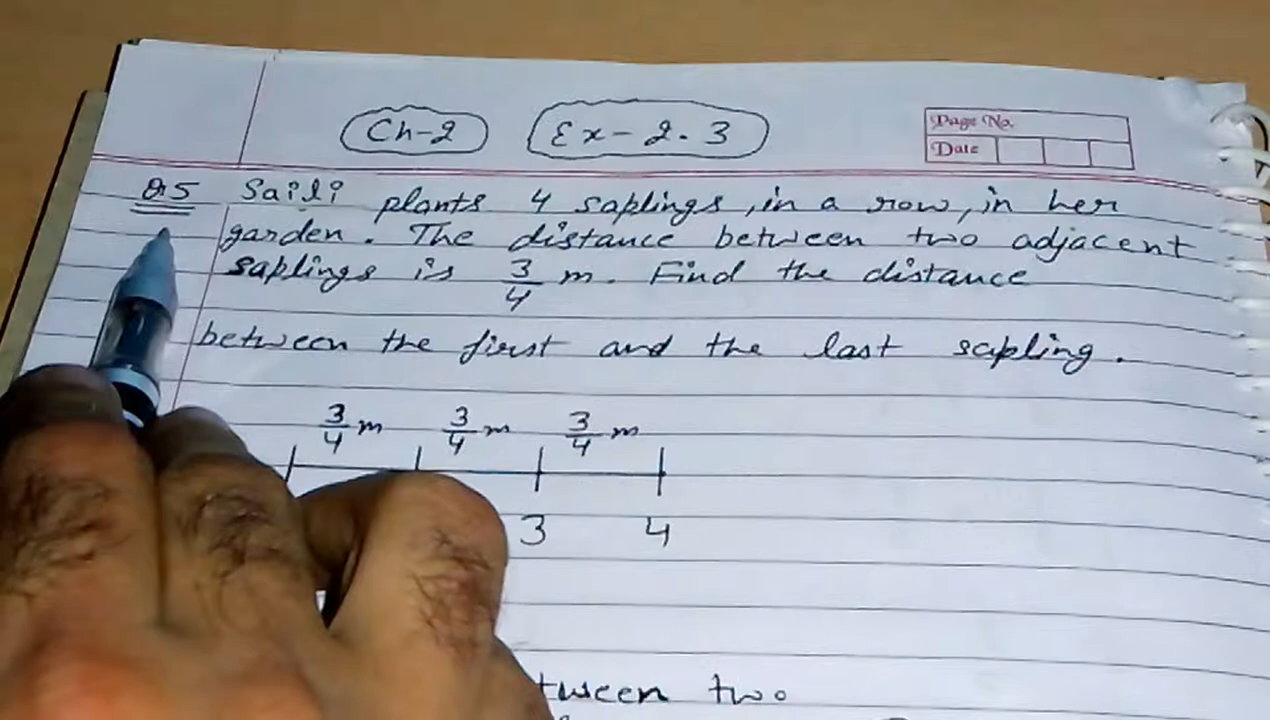 Ch-2 Ex-2.3
Page No.
Date
Q.5 Saili plants 4 saplings, in a row, in her
garden. The distance between two adjacent
saplings is 3/4 m. Find the distance
between the first and the last sapling.
3/4 m 3/4 m 3/4 m
3 4
two